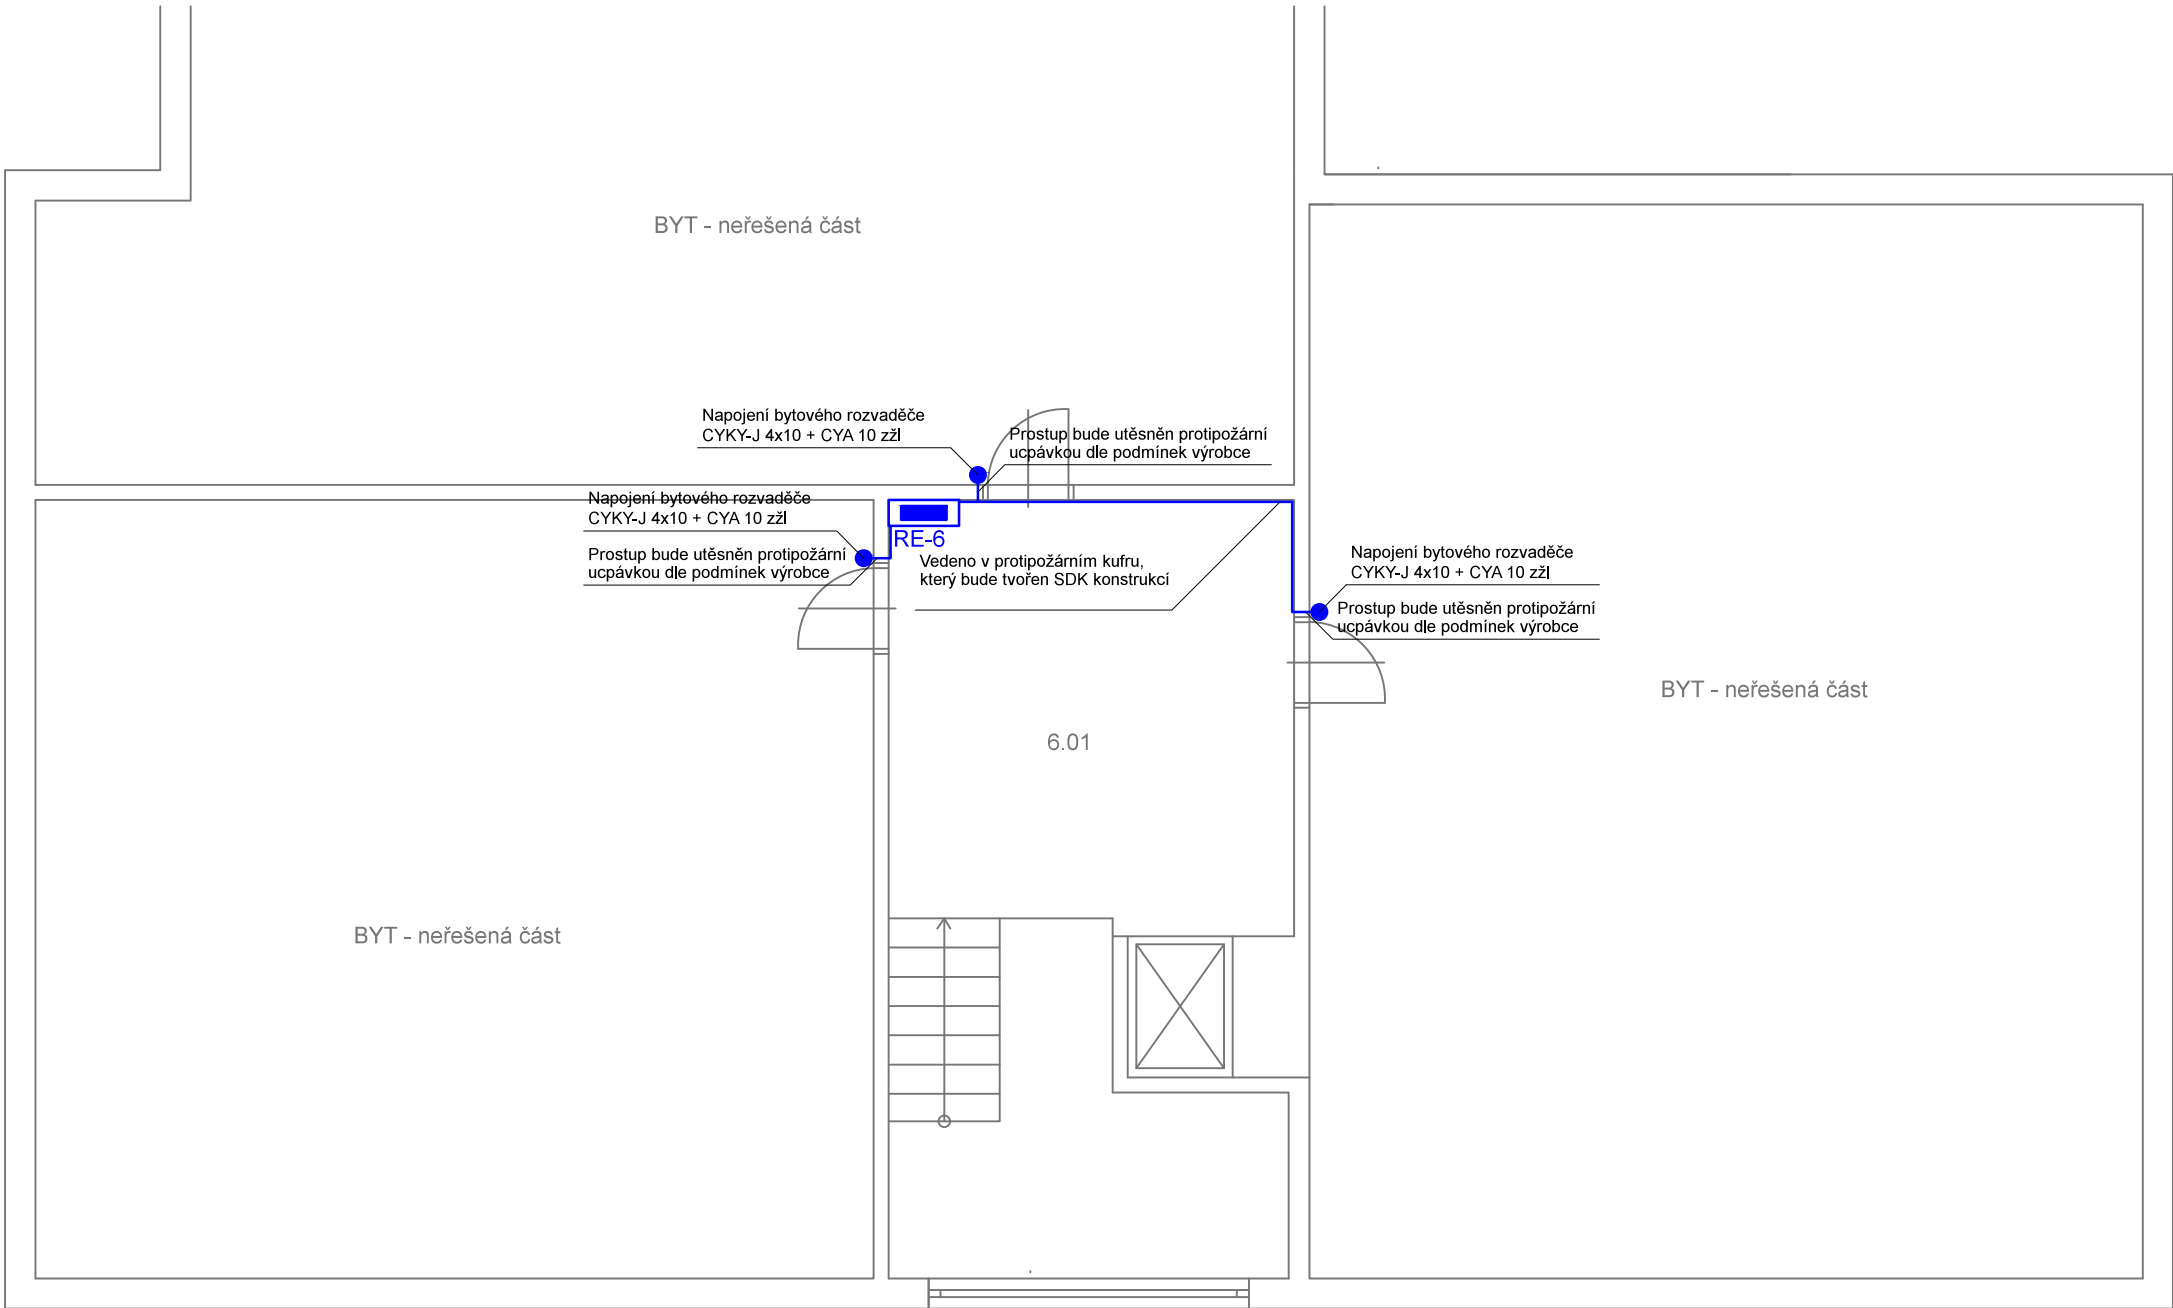 BYT - neřešená část
Napojení bytového rozvaděče
CYKY-J 4x10 + CYA 10 zžl
Prostup bude utěsněn protipožární
ucpávkou dle podmínek výrobce
Napojení bytového rozvaděče
CYKY-J 4x10 + CYA 10 zžl
Prostup bude utěsněn protipožární
ucpávkou dle podmínek výrobce
RE-6
Vedeno v protipožárním kufru,
který bude tvořen SDK konstrukcí
Napojení bytového rozvaděče
CYKY-J 4x10 + CYA 10 zžl
Prostup bude utěsněn protipožární
ucpávkou dle podmínek výrobce
BYT - neřešená část
6.01
BYT - neřešená část